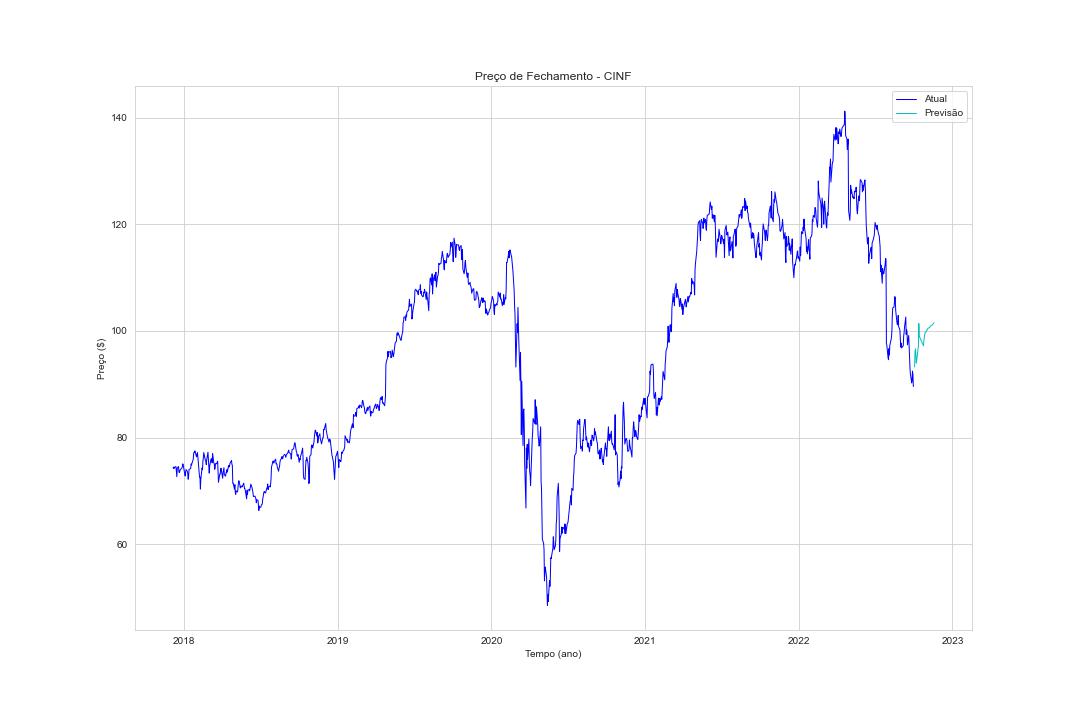 Preço de Fechamento - CINF
Atual
Previsão
140
120
100
80
60
Preço ($)
2018
2019
2020
2021
2022
2023
Tempo (ano)